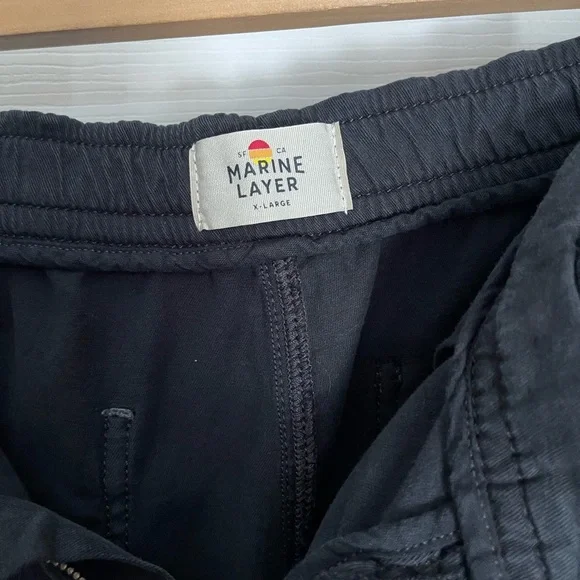 SF CA
MARINE
LAYER
X-LARGE